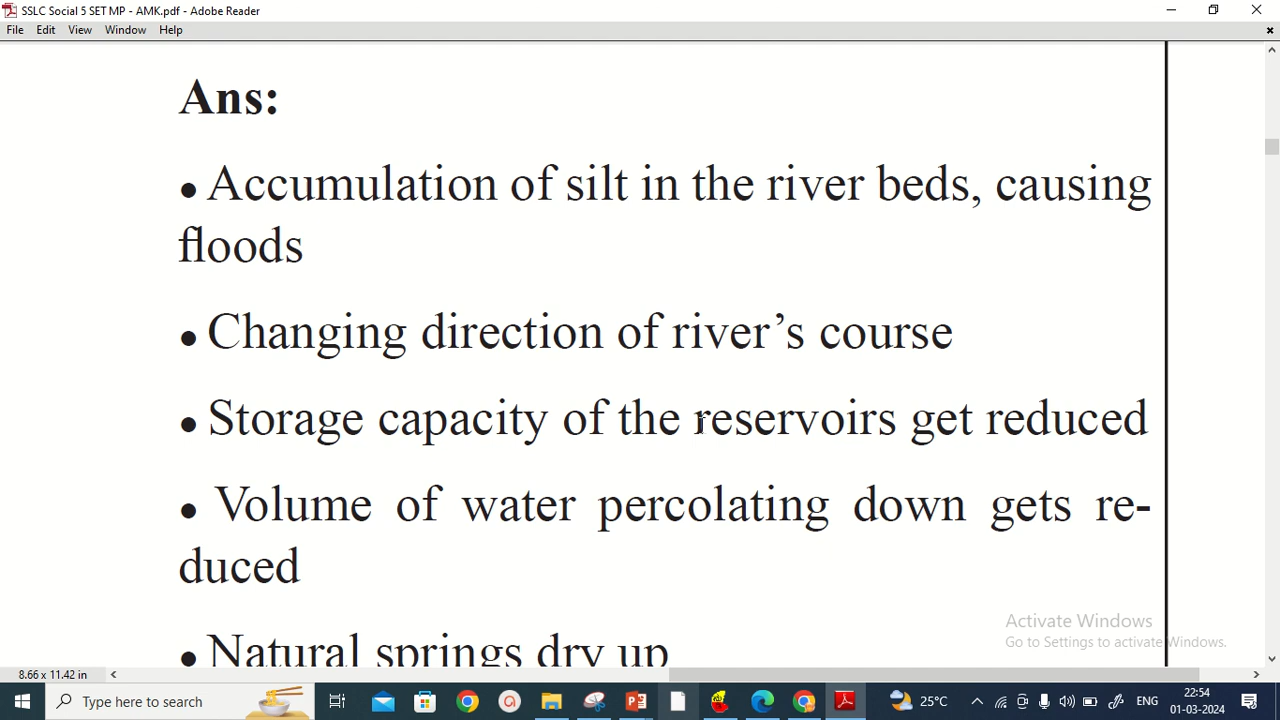 SSLC Social 5 SET MP - AMK.pdf - Adobe Reader
File Edit View Window Help
Ans:
• Accumulation of silt in the river beds, causing
floods
• Changing direction of river’s course
• Storage capacity of the reservoirs get reduced
• Volume of water percolating down gets re-
duced
• Natural springs dry up
Activate Windows
Go to Settings to activate Windows.
8.66 x 11.42 in
Type here to search
25°C
ENG
22:54
01-03-2024